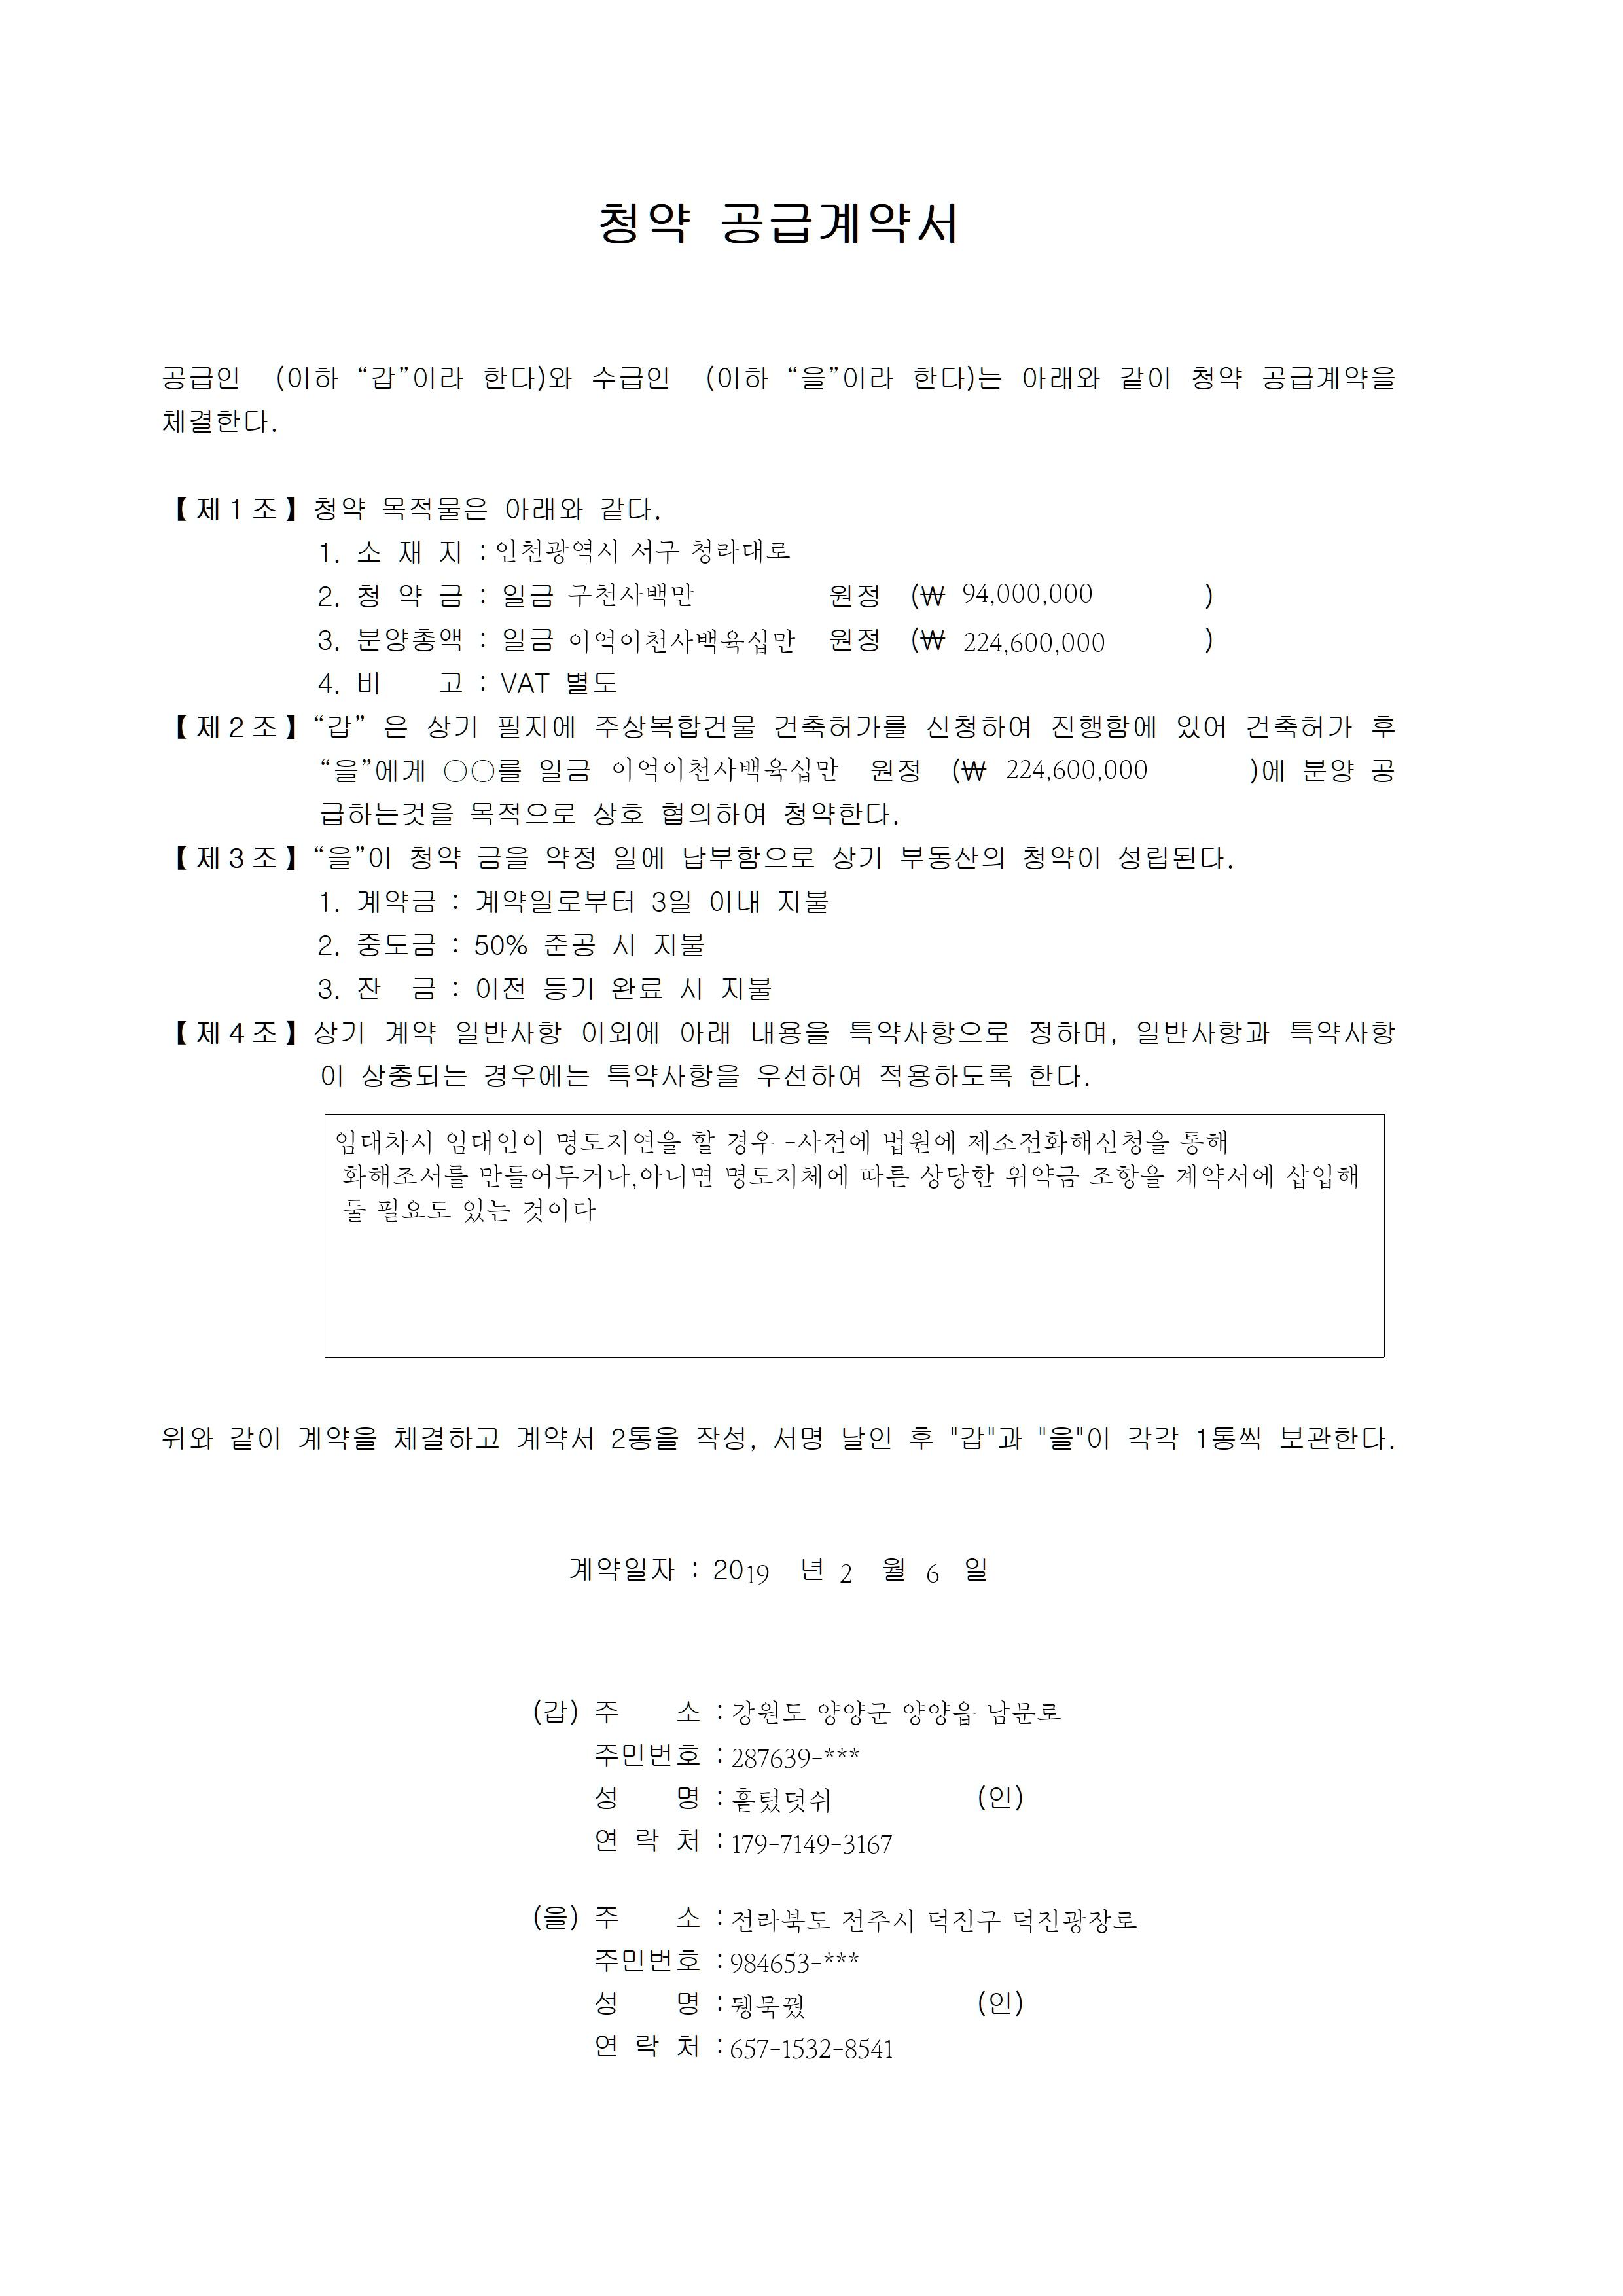 청약 공급계약서
공급인 (이하 “갑”이라 한다)와 수급인 (이하 “을”이라 한다)는 아래와 같이 청약 공급계약을
체결한다.
【제1조】청약 목적물은 아래와 같다.
1. 소 재 지 : 인천광역시 서구 청라대로
2. 청 약 금 : 일금 구천사백만 원정 (₩ 94,000,000 )
3. 분양총액 : 일금 이억이천사백육십만 원정 (₩ 224,600,000 )
4. 비 고 : VAT 별도
【제2조】“갑” 은 상기 필지에 주상복합건물 건축허가를 신청하여 진행함에 있어 건축허가 후
“을”에게 ○○를 일금 이억이천사백육십만 원정 (₩ 224,600,000 )에 분양 공
급하는것을 목적으로 상호 협의하여 청약한다.
【제3조】“을”이 청약 금을 약정 일에 납부함으로 상기 부동산의 청약이 성립된다.
1. 계약금 : 계약일로부터 3일 이내 지불
2. 중도금 : 50% 준공 시 지불
3. 잔 금 : 이전 등기 완료 시 지불
【제4조】상기 계약 일반사항 이외에 아래 내용을 특약사항으로 정하며, 일반사항과 특약사항
이 상충되는 경우에는 특약사항을 우선하여 적용하도록 한다.
임대차시 임대인이 명도지연을 할 경우 -사전에 법원에 제소전화해신청을 통해
화해조서를 만들어두거나,아니면 명도지체에 따른 상당한 위약금 조항을 계약서에 삽입해
둘 필요도 있는 것이다
위와 같이 계약을 체결하고 계약서 2통을 작성, 서명 날인 후 "갑"과 "을"이 각각 1통씩 보관한다.
계약일자 : 2019 년 2 월 6 일
(갑) 주 소 : 강원도 양양군 양양읍 남문로
주민번호 : 287639-***
성 명 : 흩텄덧쉬 (인)
연 락 처 : 179-7149-3167
(을) 주 소 : 전라북도 전주시 덕진구 덕진광장로
주민번호 : 984653-***
성 명 : (인)
연 락 처 : 657-1532-8541